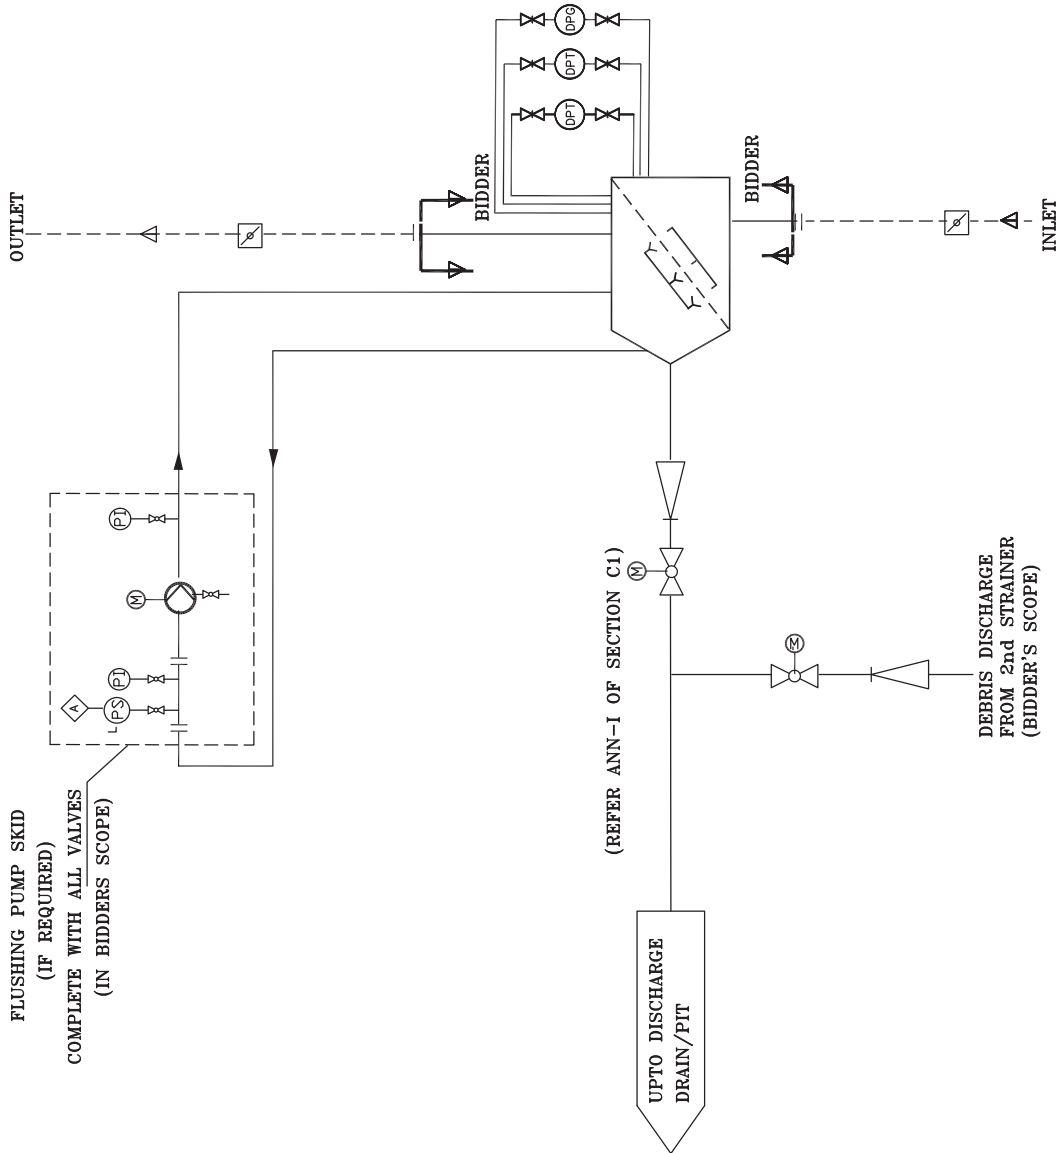 OUTLET
BIDDER
DPG
DPT
DPT
BIDDER
INLET
FLUSHING PUMP SKID
(IF REQUIRED)
COMPLETE WITH ALL VALVES
(IN BIDDERS SCOPE)
A
L
PS
PI
M
PI
(REFER ANN-I OF SECTION C1)
M
M
UPTO DISCHARGE
DRAIN/PIT
DEBRIS DISCHARGE
FROM 2nd STRAINER
(BIDDER'S SCOPE)